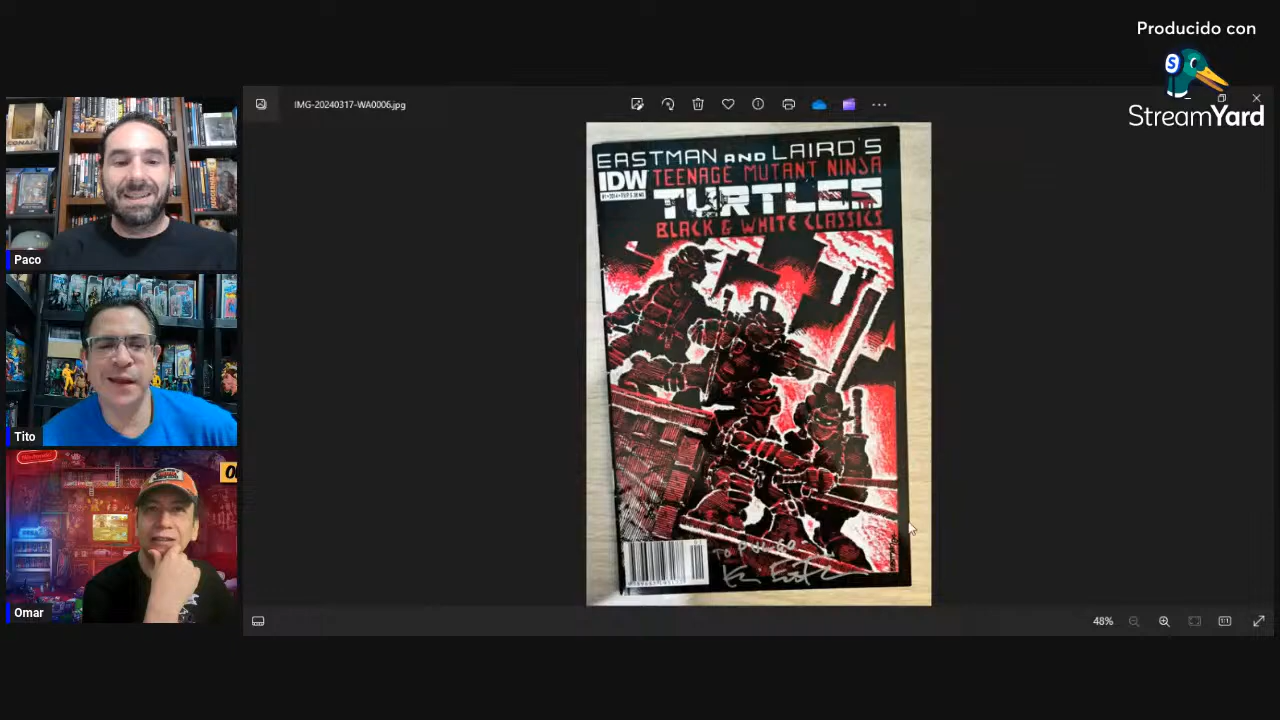 Producido con
StreamYard
IMG-20240317-WA0006.jpg
Paco
Tito
Omar
EASTMAN AND LAIRD'S
IDW
TEENAGE MUTANT NINJA
TURTLES
BLACK & WHITE CLASSICS
48%